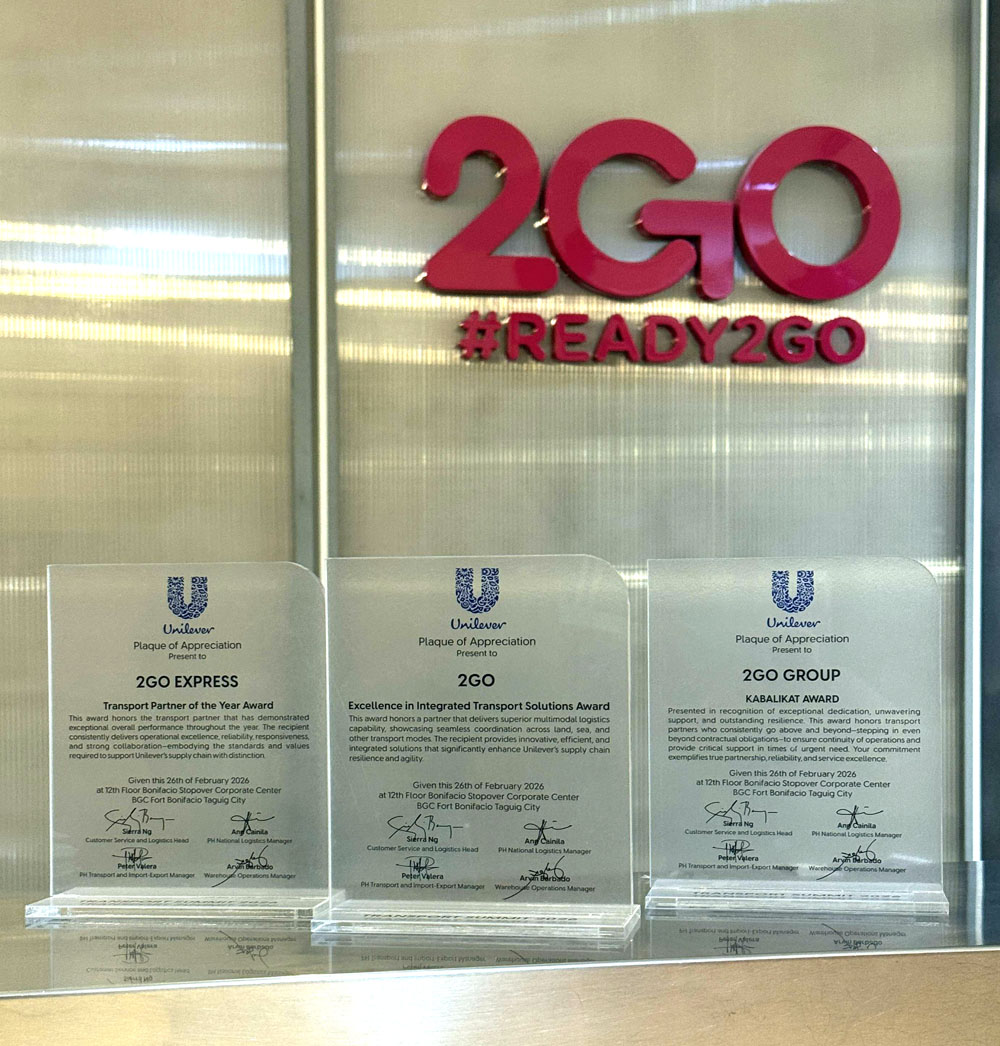 2GO
#READY2GO
Unilever
Plaque of Appreciation
Present to
2GO EXPRESS
Transport Partner of the Year Award
This award honors the transport partner that has demonstrated
exceptional overall performance throughout the year. The recipient
consistently delivers operational excellence, reliability, responsiveness,
and strong collaboration—embodying the standards and values
required to support Unilever's supply chain with distinction.
Given this 26th of February 2026
at 12th Floor Bonifacio Stopover Corporate Center
BGC Fort Bonifacio Taguig City
Sierra Ng
Customer Service and Logistics Head
Ang Cainila
PH National Logistics Manager
Peter Valera
PH Transport and Import-Export Manager
Arvin Barbado
Warehouse Operations Manager
Unilever
Plaque of Appreciation
Present to
2GO
Excellence in Integrated Transport Solutions Award
This award honors a partner that delivers superior multimodal logistics
capability, showcasing seamless coordination across land, sea, and
other transport modes. The recipient provides innovative, efficient, and
integrated solutions that significantly enhance Unilever's supply chain
resilience and agility.
Given this 26th of February 2026
at 12th Floor Bonifacio Stopover Corporate Center
BGC Fort Bonifacio Taguig City
Sierra Ng
Customer Service and Logistics Head
Ang Cainila
PH National Logistics Manager
Peter Valera
PH Transport and Import-Export Manager
Arvin Barbado
Warehouse Operations Manager
TRANSPORT SUMMIT
Unilever
Plaque of Appreciation
Present to
2GO GROUP
KABALIKAT AWARD
Presented in recognition of exceptional dedication, unwavering
support, and outstanding resilience. This award honors transport
partners who consistently go above and beyond—stepping in even
beyond contractual obligations—to ensure continuity of operations and
provide critical support in times of urgent need. Your commitment
exemplifies true partnership, reliability, and service excellence.
Given this 26th of February 2026
at 12th Floor Bonifacio Stopover Corporate Center
BGC Fort Bonifacio Taguig City
Sierra Ng
Customer Service and Logistics Head
Ang Cainila
PH National Logistics Manager
Peter Valera
PH Transport and Import-Export Manager
Arvin Barbado
Warehouse Operations Manager
TRANSPORT SUMMIT